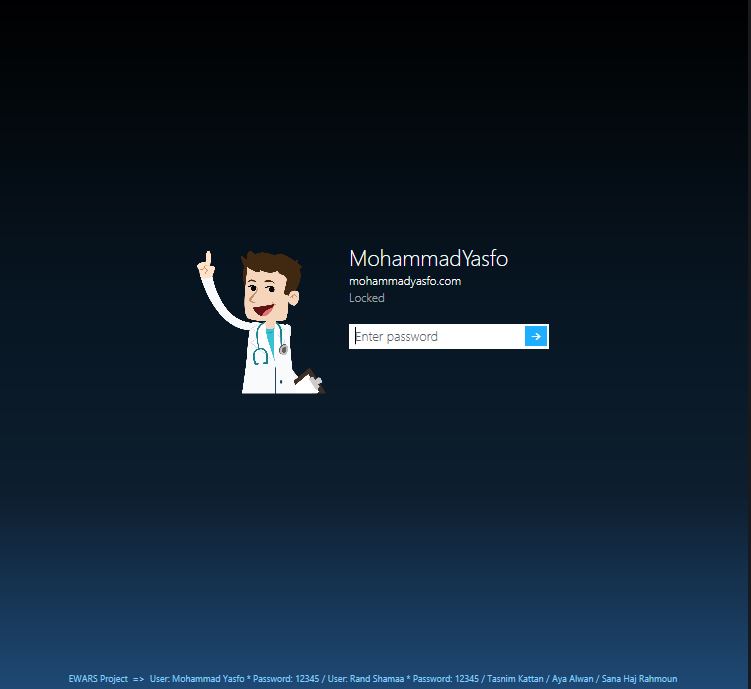 MohammadYasfo
mohammadyasfo.com
Locked
Enter password
EWARS Project => User: Mohammad Yasfo * Password: 12345 / User: Rand Shamaa * Password: 12345 / Tasnim Kattan / Aya Alwan / Sana Haj Rahmoun